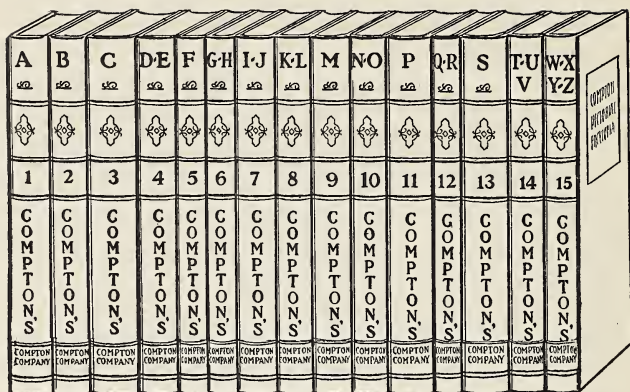 A
1
COMPTON'S
COMPTON
COMPANY
B
2
COMPTON'S
COMPTON
COMPANY
C
3
COMPTON'S
COMPTON
COMPANY
D·E
4
COMPTON'S
COMPTON
COMPANY
F
5
COMPTON'S
COMPTON
COMPANY
G·H
6
COMPTON'S
COMPTON
COMPANY
I·J
7
COMPTON'S
COMPTON
COMPANY
K·L
8
COMPTON'S
COMPTON
COMPANY
M
9
COMPTON'S
COMPTON
COMPANY
N·O
10
COMPTON'S
COMPTON
COMPANY
P
11
COMPTON'S
COMPTON
COMPANY
Q·R
12
COMPTON'S
COMPTON
COMPANY
S
13
COMPTON'S
COMPTON
COMPANY
T·U
V
14
COMPTON'S
COMPTON
COMPANY
W·X
Y·Z
15
COMPTON'S
COMPTON
COMPANY